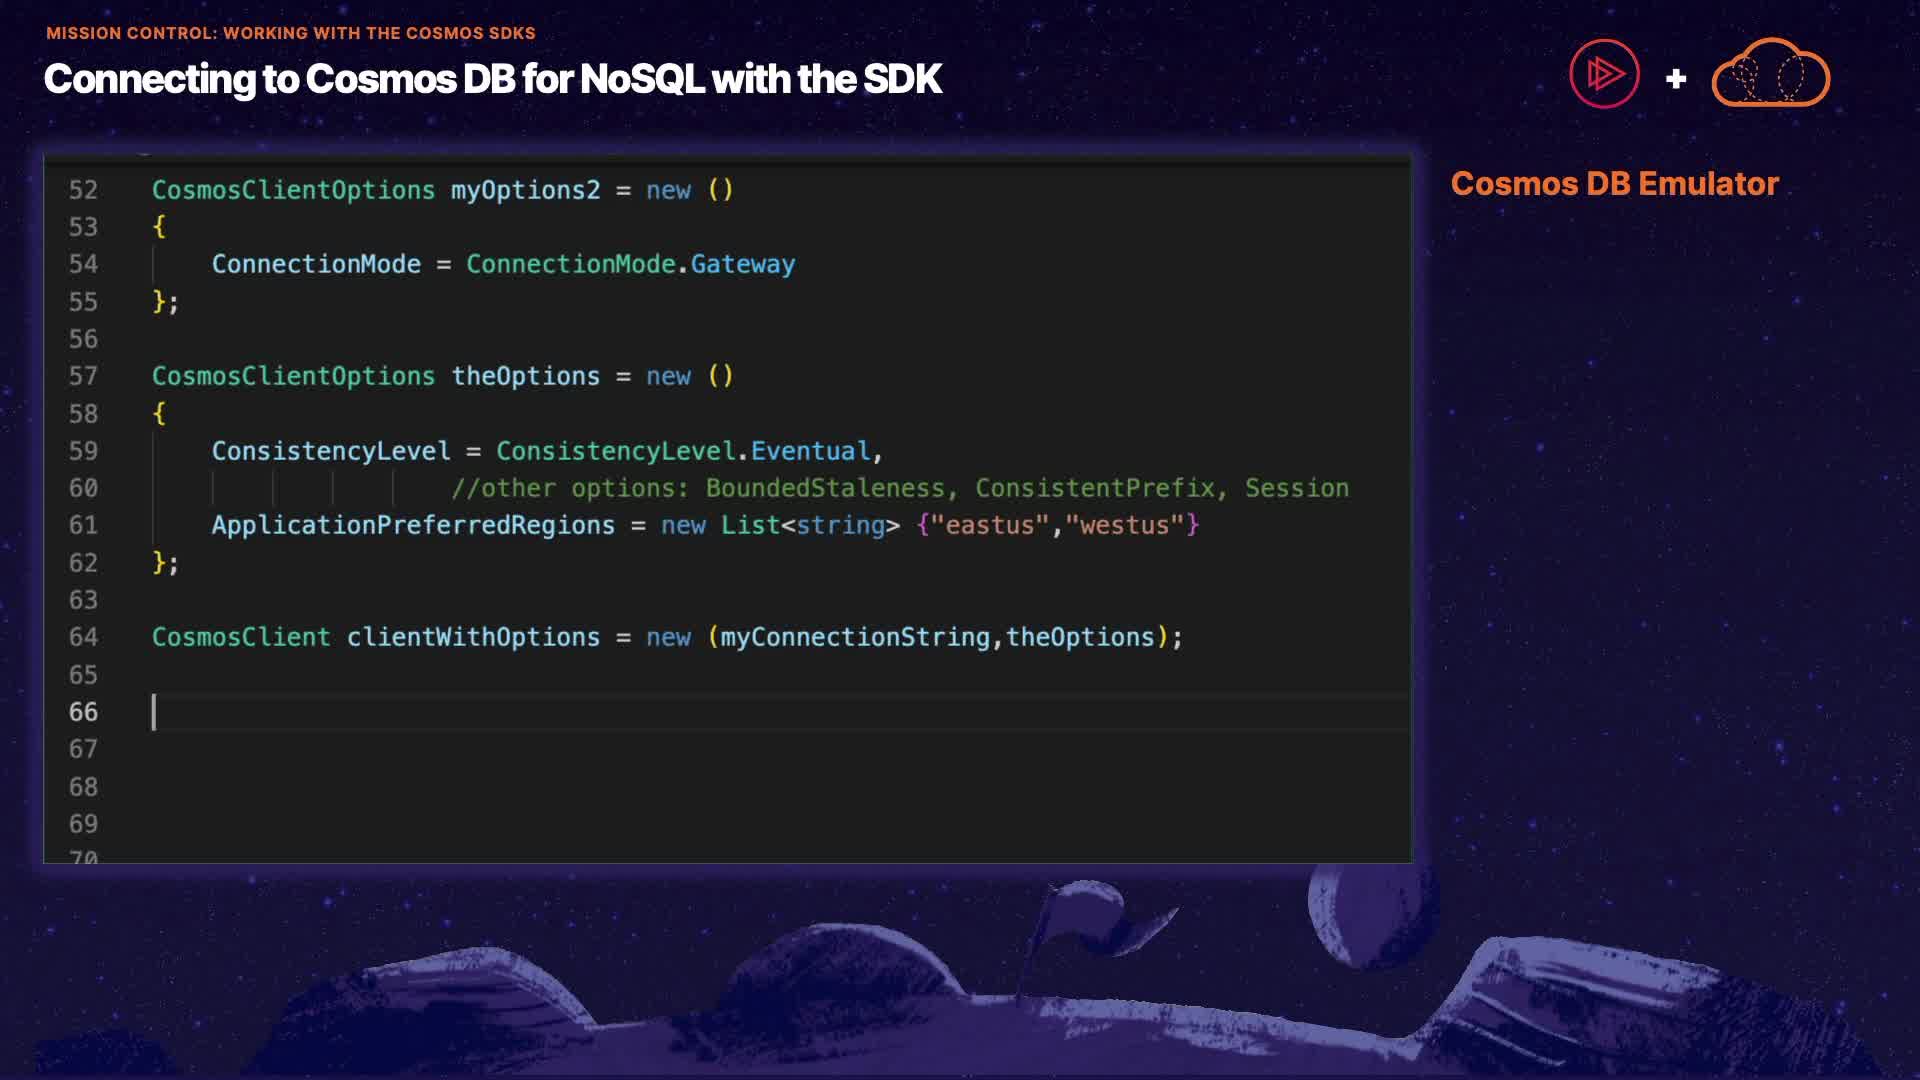 MISSION CONTROL: WORKING WITH THE COSMOS SDKS
Connecting to Cosmos DB for NoSQL with the SDK
+
Cosmos DB Emulator
52 CosmosClientOptions myOptions2 = new ()
53 {
54 ConnectionMode = ConnectionMode.Gateway
55 };
56
57 CosmosClientOptions theOptions = new ()
58 {
59 ConsistencyLevel = ConsistencyLevel.Eventual,
60 //other options: BoundedStaleness, ConsistentPrefix, Session
61 ApplicationPreferredRegions = new List<string> {"eastus","westus"}
62 };
63
64 CosmosClient clientWithOptions = new (myConnectionString,theOptions);
65
66
67
68
69
70